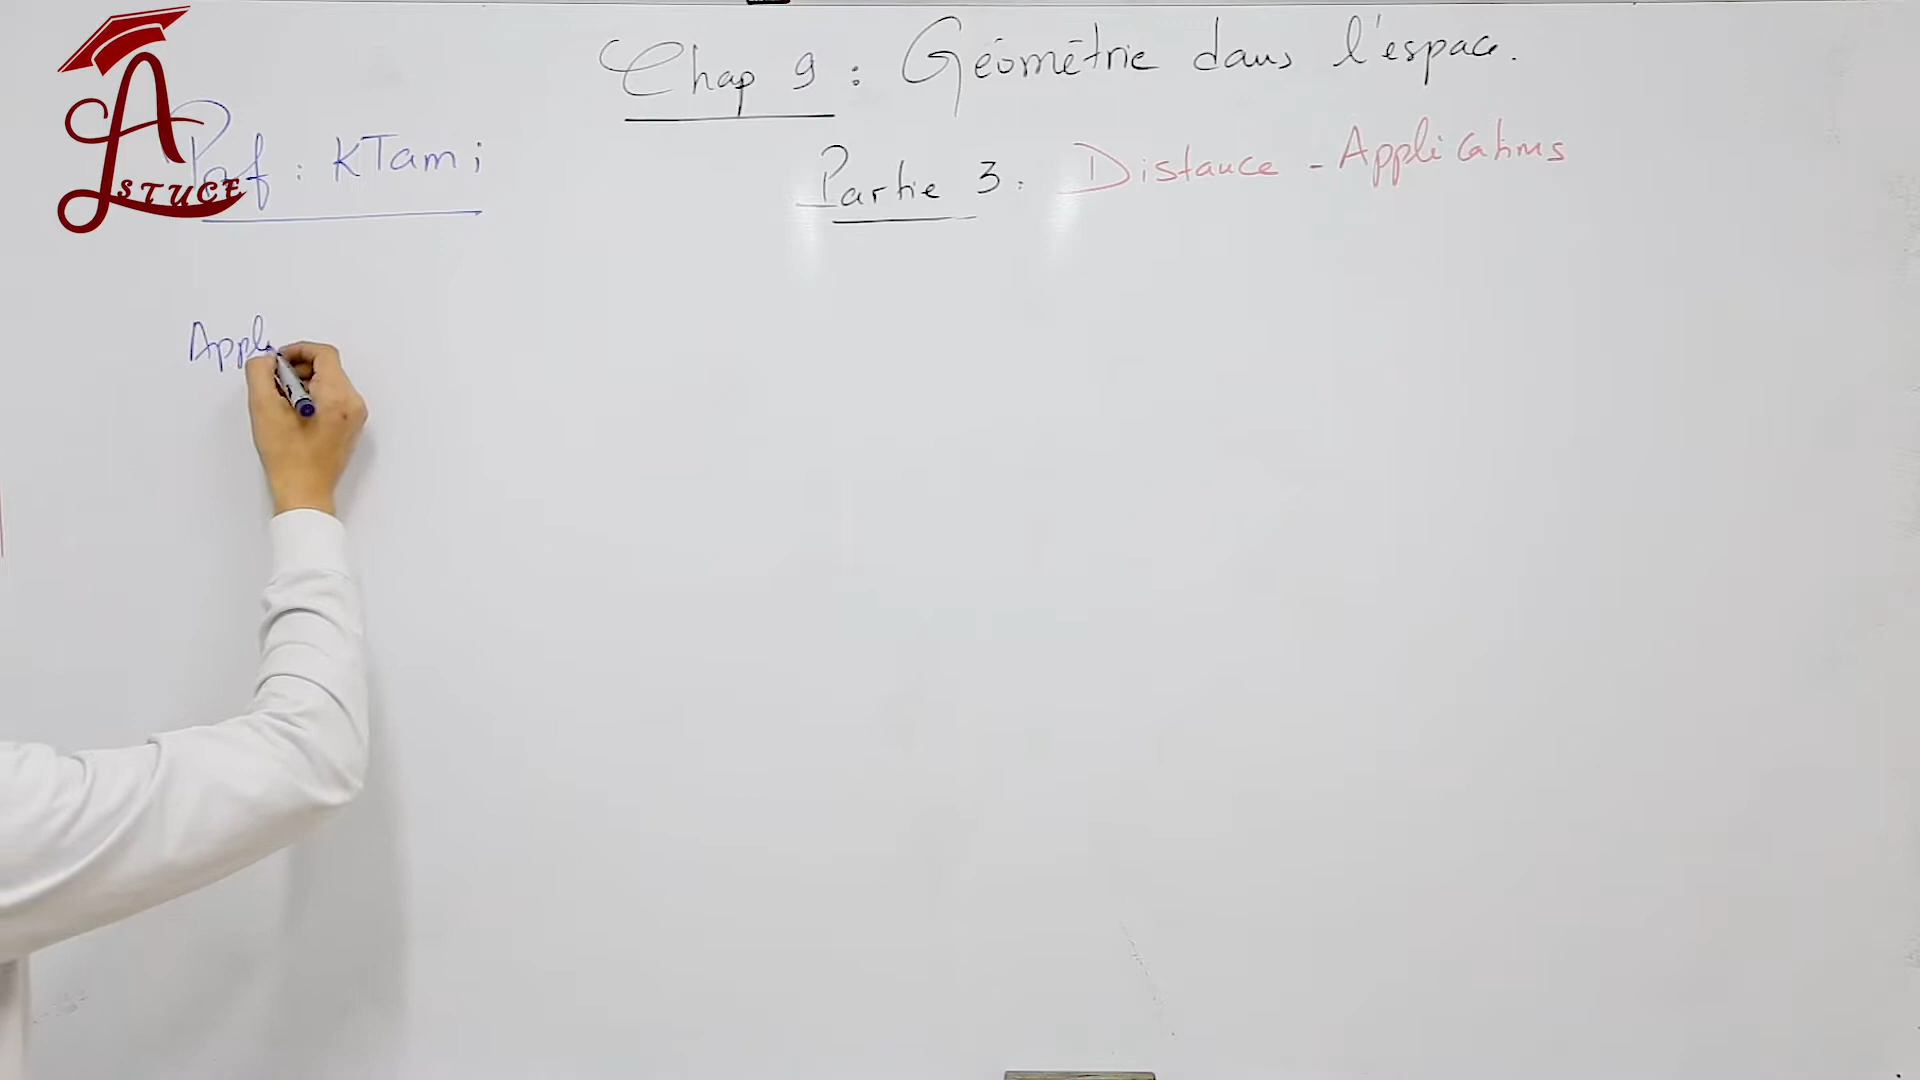 Chap 9 : Géométrie dans l'espace.
Prof : KTami
Partie 3 : Distance - Applications
ASTUCE
Appl